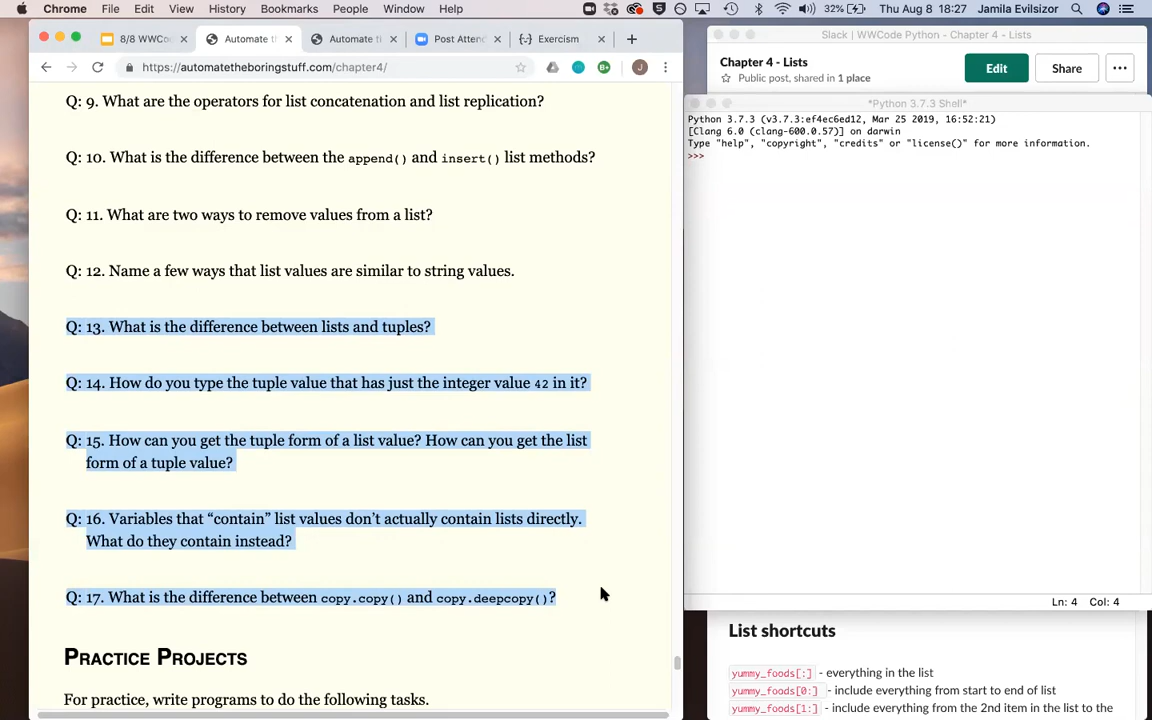 Chrome File Edit View History Bookmarks People Window Help 32% Thu Aug 8 18:27 Jamila Evilsizor
8/8 WWCo Automate th Automate ti Post Attend Exercism
https://automatetheboringstuff.com/chapter4/ J
Q: 9. What are the operators for list concatenation and list replication?
Q: 10. What is the difference between the append() and insert() list methods?
Q: 11. What are two ways to remove values from a list?
Q: 12. Name a few ways that list values are similar to string values.
Q: 13. What is the difference between lists and tuples?
Q: 14. How do you type the tuple value that has just the integer value 42 in it?
Q: 15. How can you get the tuple form of a list value? How can you get the list
form of a tuple value?
Q: 16. Variables that “contain” list values don’t actually contain lists directly.
What do they contain instead?
Q: 17. What is the difference between copy.copy() and copy.deepcopy()?
PRACTICE PROJECTS
For practice, write programs to do the following tasks.
Slack | WWCode Python - Chapter 4 - Lists
Chapter 4 - Lists
Public post, shared in 1 place
Edit Share
*Python 3.7.3 Shell*
Python 3.7.3 (v3.7.3:ef4ec6ed12, Mar 25 2019, 16:52:21)
[Clang 6.0 (clang-600.0.57)] on darwin
Type "help", "copyright", "credits" or "license()" for more information.
>>>
Ln: 4 Col: 4
List shortcuts
yummy_foods[:] - everything in the list
yummy_foods[0:] - include everything from start to end of list
yummy_foods[1:] - include everything from the 2nd item in the list to the